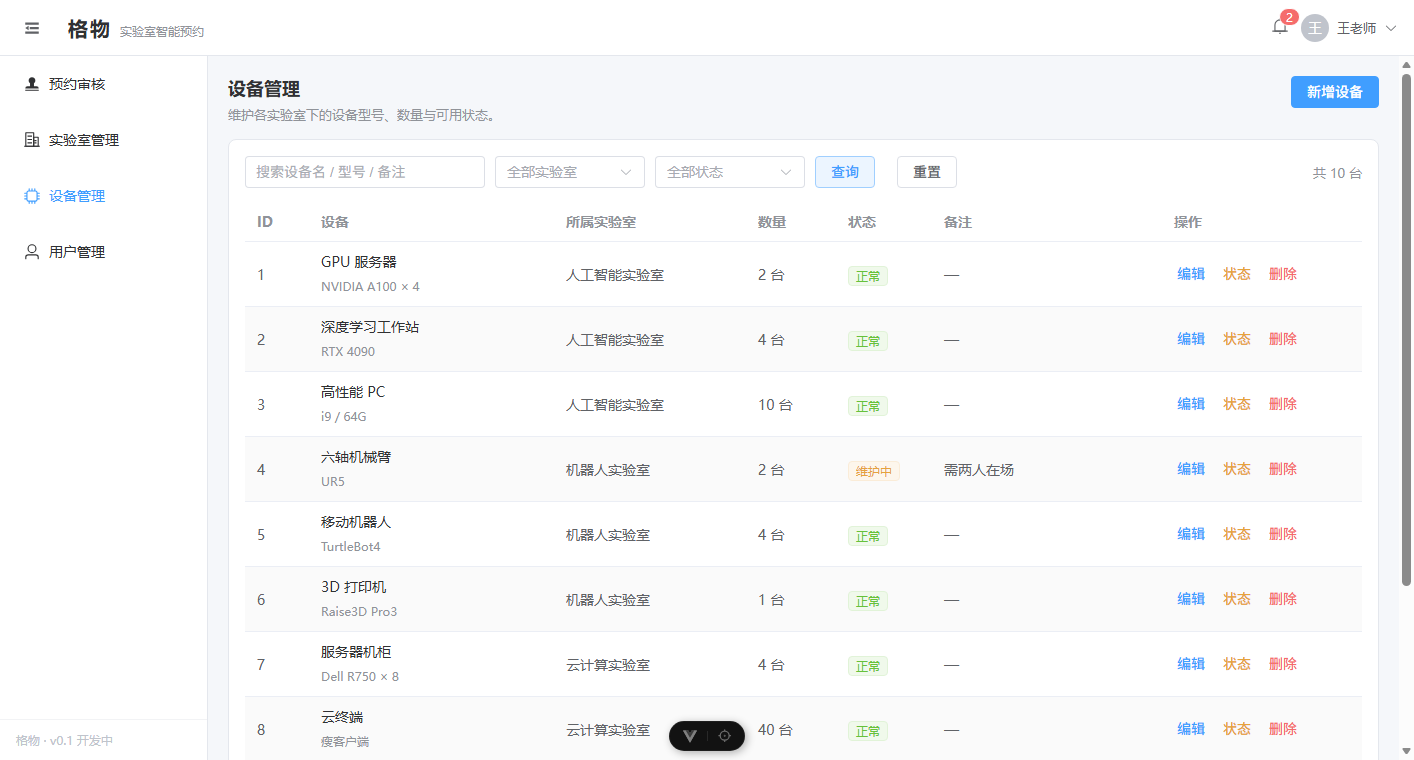 格物 实验室智能预约
2
王 王老师
预约审核
实验室管理
设备管理
用户管理
格物 · v0.1 开发中
设备管理
新增设备
维护各实验室下的设备型号、数量与可用状态。
搜索设备名 / 型号 / 备注 全部实验室 全部状态 查询 重置 共 10 台
ID 设备 所属实验室 数量 状态 备注 操作
1 GPU 服务器 NVIDIA A100 × 4 人工智能实验室 2 台 正常 — 编辑 状态 删除
2 深度学习工作站 RTX 4090 人工智能实验室 4 台 正常 — 编辑 状态 删除
3 高性能 PC i9 / 64G 人工智能实验室 10 台 正常 — 编辑 状态 删除
4 六轴机械臂 UR5 机器人实验室 2 台 维护中 需两人在场 编辑 状态 删除
5 移动机器人 TurtleBot4 机器人实验室 4 台 正常 — 编辑 状态 删除
6 3D 打印机 Raise3D Pro3 机器人实验室 1 台 正常 — 编辑 状态 删除
7 服务器机柜 Dell R750 × 8 云计算实验室 4 台 正常 — 编辑 状态 删除
8 云终端 瘦客户端 云计算实验室 40 台 正常 — 编辑 状态 删除